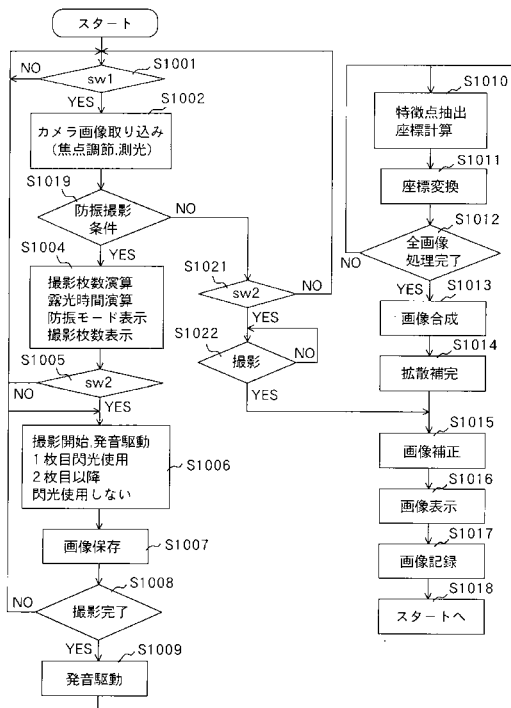 スタート
S1001
sw1
NO
YES
S1002
カメラ画像取り込み
(焦点調節,測光)
S1019
防振撮影
条件
NO
YES
S1004
撮影枚数演算
露光時間演算
防振モード表示
撮影枚数表示
S1005
sw2
NO
YES
撮影開始,発音駆動
1枚目閃光使用
2枚目以降
閃光使用しない
S1006
画像保存
S1007
S1008
撮影完了
NO
YES
S1009
発音駆動
S1021
sw2
NO
YES
S1022
撮影
NO
YES
S1010
特徴点抽出
座標計算
S1011
座標変換
S1012
全画像
処理完了
NO
YES
S1013
画像合成
S1014
拡散補完
S1015
画像補正
S1016
画像表示
S1017
画像記録
S1018
スタートへ